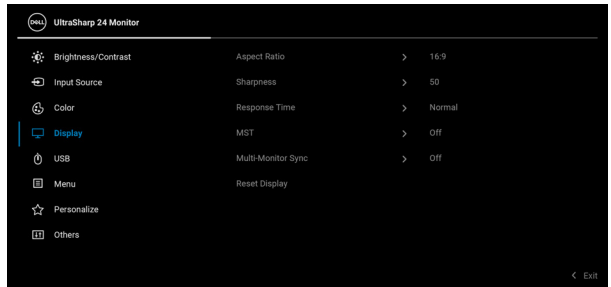 DELL UltraSharp 24 Monitor
Brightness/Contrast Aspect Ratio > 16:9
Input Source Sharpness > 50
Color Response Time > Normal
Display MST > Off
USB Multi-Monitor Sync > Off
Menu Reset Display
Personalize
Others
< Exit